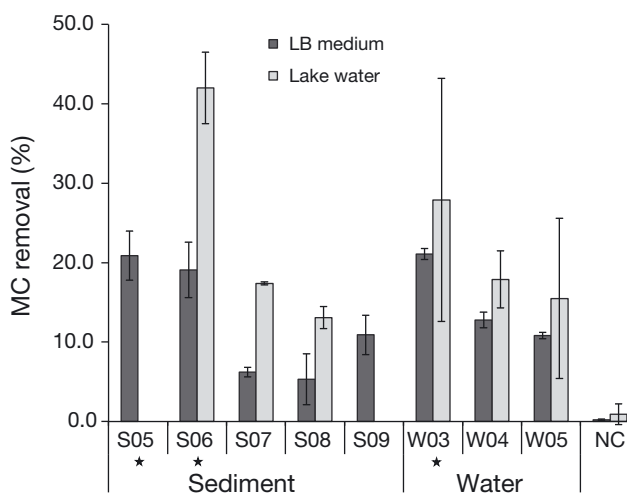 50.0
LB medium
Lake water
40.0
30.0
20.0
10.0
0.0
MC removal (%)
S05 S06 S07 S08 S09 W03 W04 W05 NC
★ ★ ★
Sediment Water